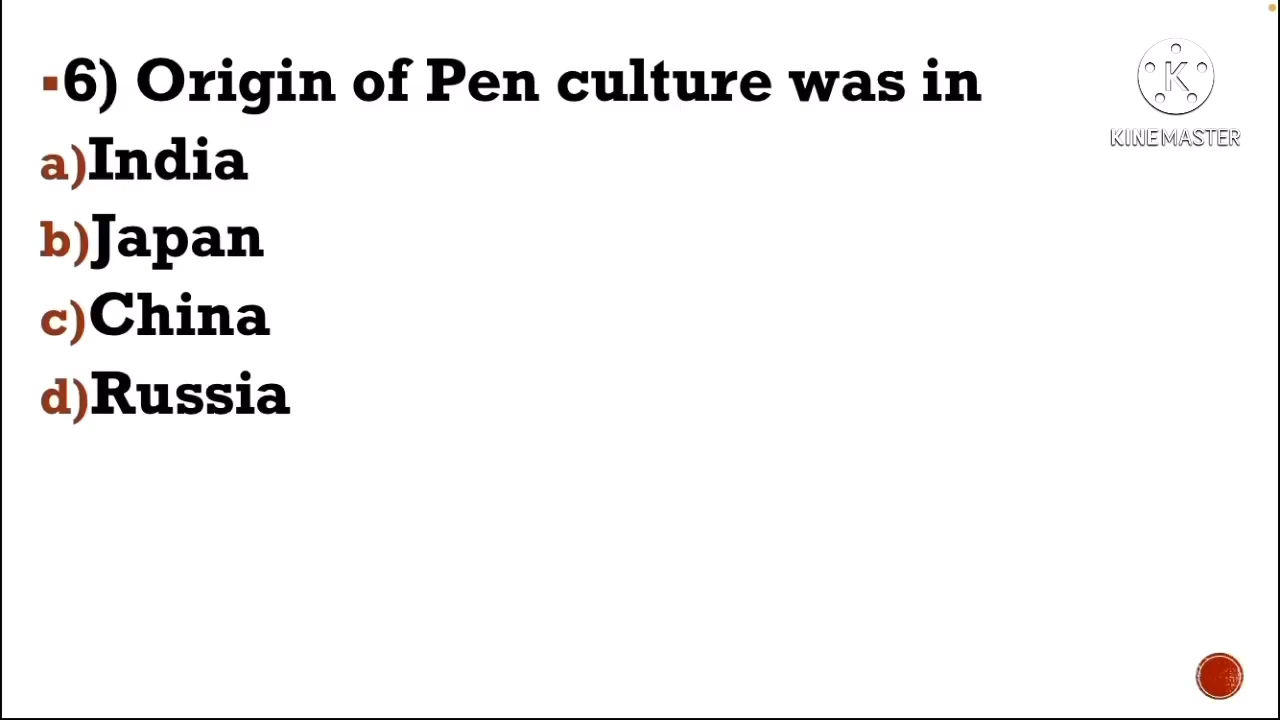 ▪6) Origin of Pen culture was in
a)India
b)Japan
c)China
d)Russia
K
KINEMASTER